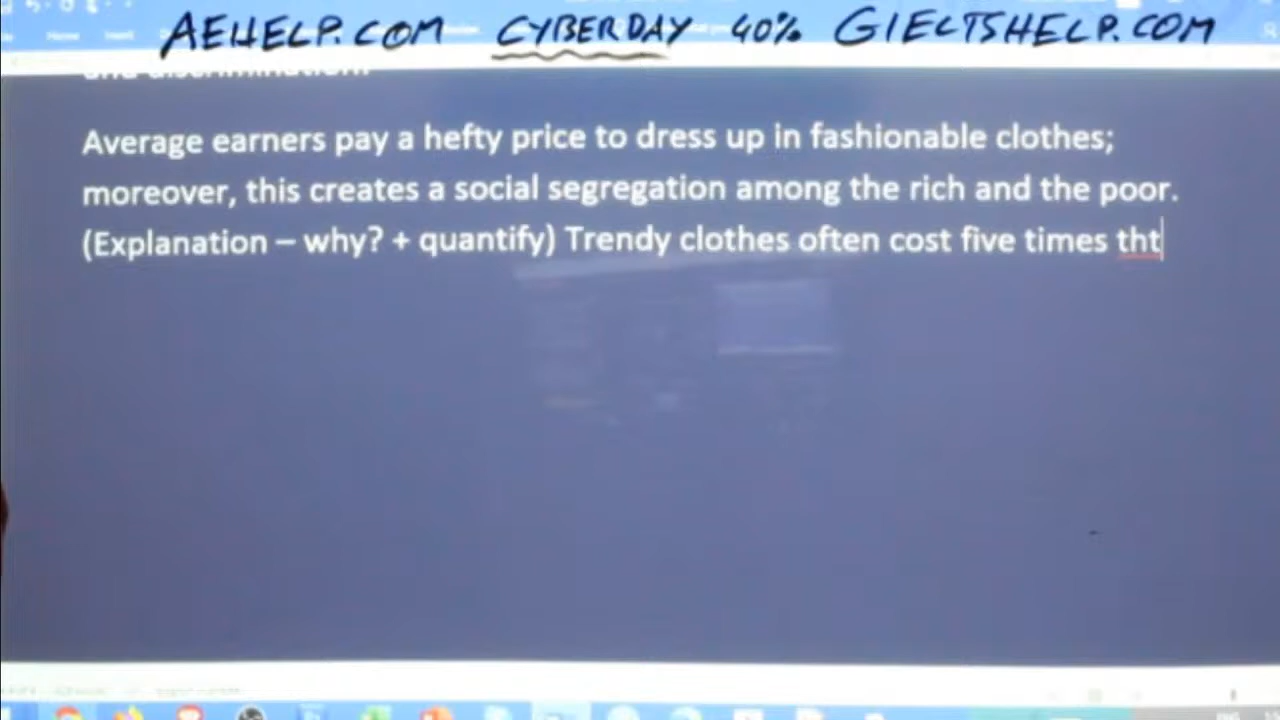 AEHELP.COM CYBERDAY 40% GIELTSHELP.COM
and discrimination.
Average earners pay a hefty price to dress up in fashionable clothes;
moreover, this creates a social segregation among the rich and the poor.
(Explanation – why? + quantify) Trendy clothes often cost five times tht